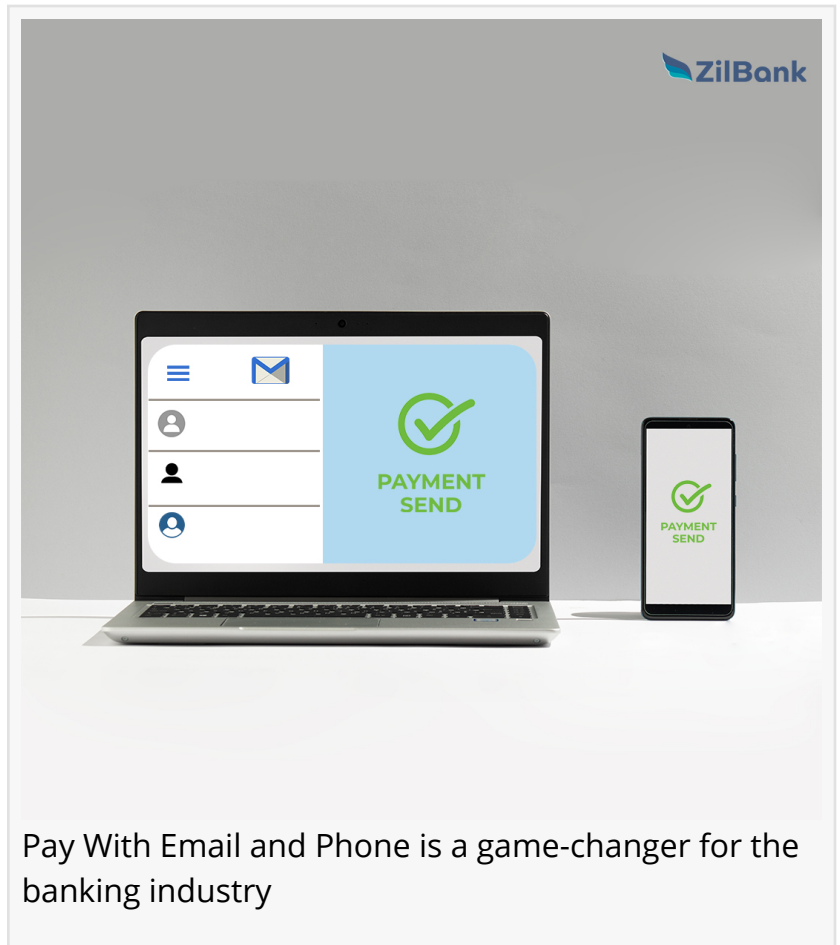 ZilBank
PAYMENT
SEND
PAYMENT
SEND
Pay With Email and Phone is a game-changer for the
banking industry